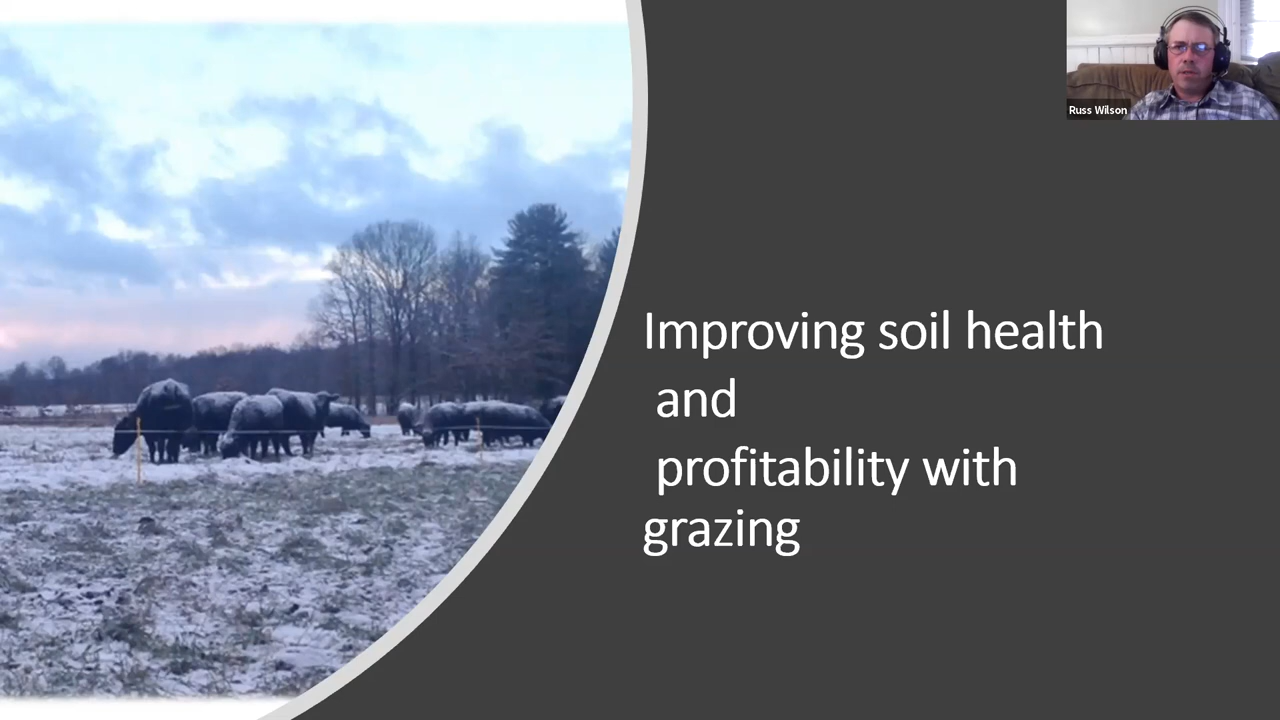 Russ Wilson
Improving soil health
and
profitability with
grazing